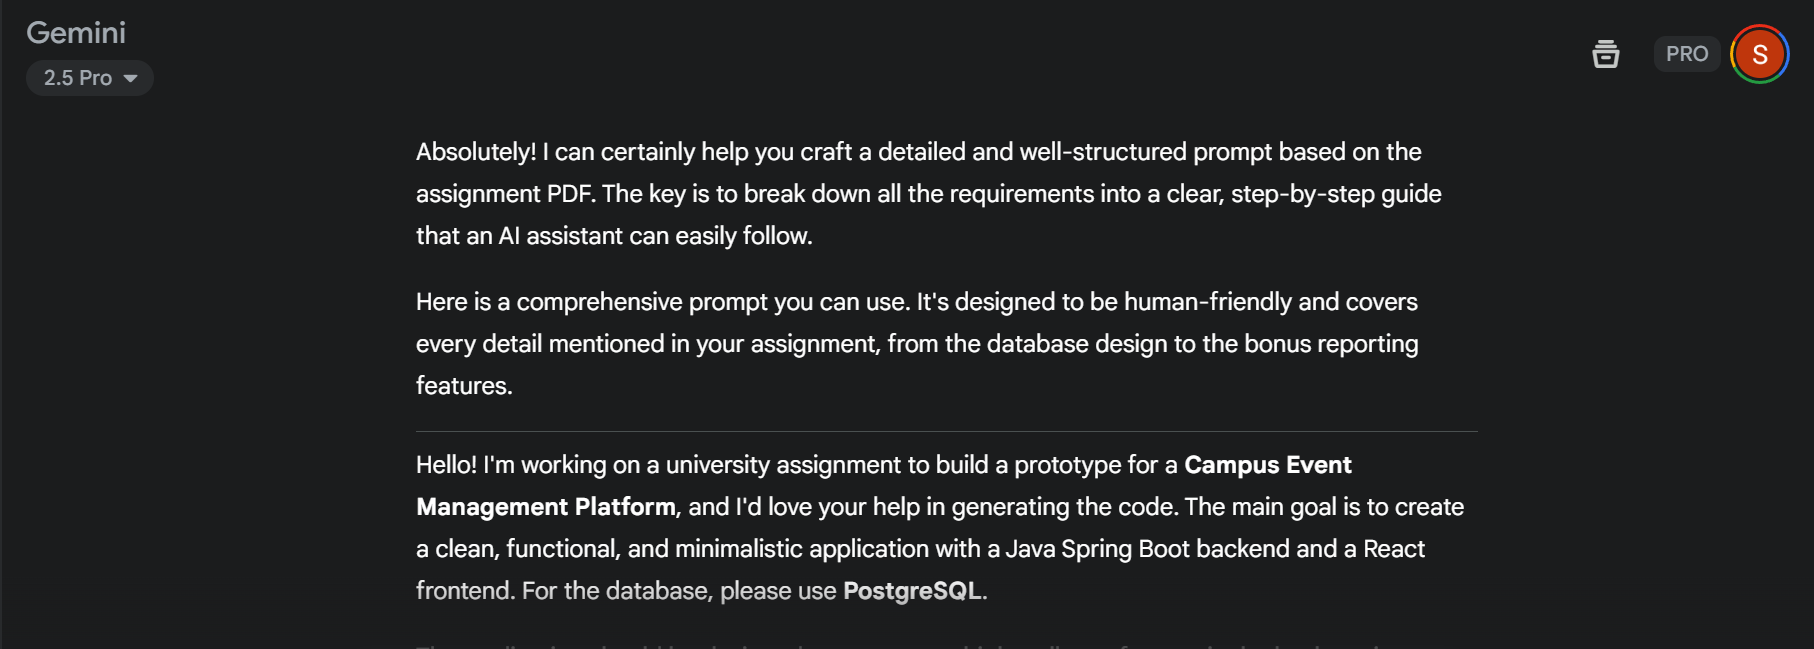 Gemini
2.5 Pro
PRO
S
Absolutely! I can certainly help you craft a detailed and well-structured prompt based on the
assignment PDF. The key is to break down all the requirements into a clear, step-by-step guide
that an AI assistant can easily follow.
Here is a comprehensive prompt you can use. It's designed to be human-friendly and covers
every detail mentioned in your assignment, from the database design to the bonus reporting
features.
Hello! I'm working on a university assignment to build a prototype for a Campus Event
Management Platform, and I'd love your help in generating the code. The main goal is to create
a clean, functional, and minimalistic application with a Java Spring Boot backend and a React
frontend. For the database, please use PostgreSQL.